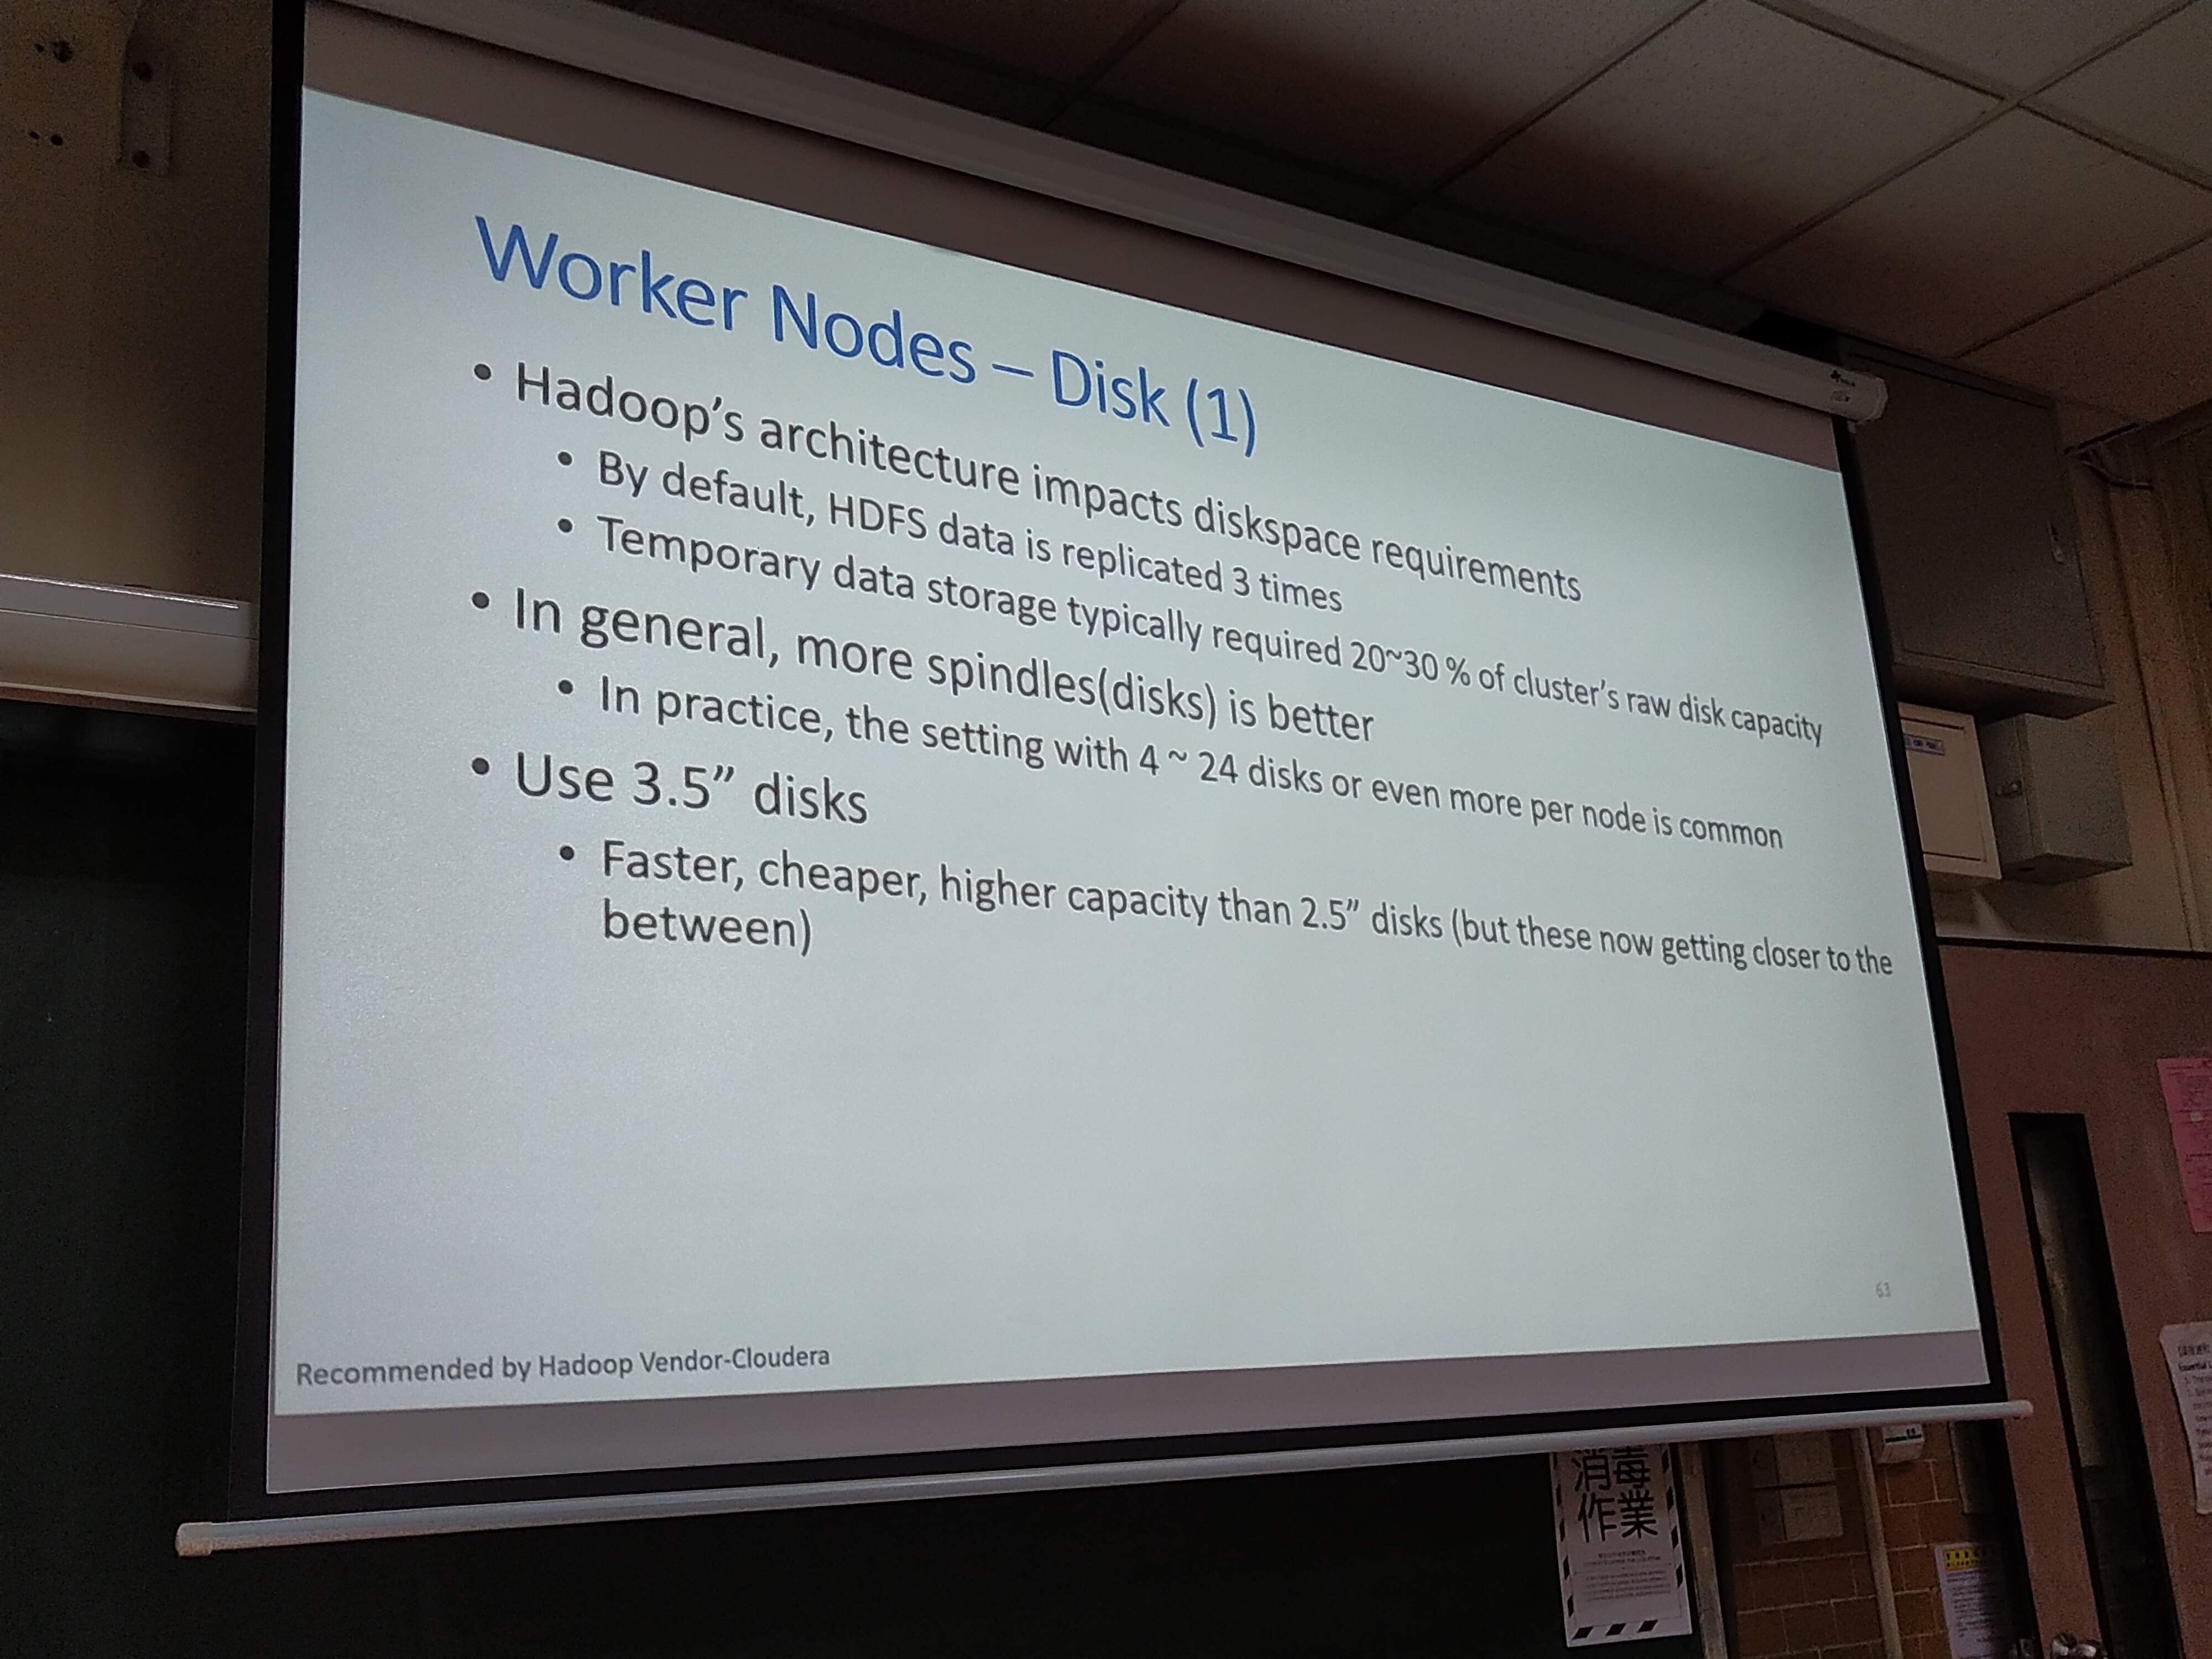 Worker Nodes – Disk (1)
• Hadoop's architecture impacts diskspace requirements
• By default, HDFS data is replicated 3 times
• Temporary data storage typically required 20~30 % of cluster's raw disk capacity
• In general, more spindles(disks) is better
• In practice, the setting with 4 ~ 24 disks or even more per node is common
• Use 3.5” disks
• Faster, cheaper, higher capacity than 2.5” disks (but these now getting closer to the
between)
63
Recommended by Hadoop Vendor-Cloudera
消毒
作業